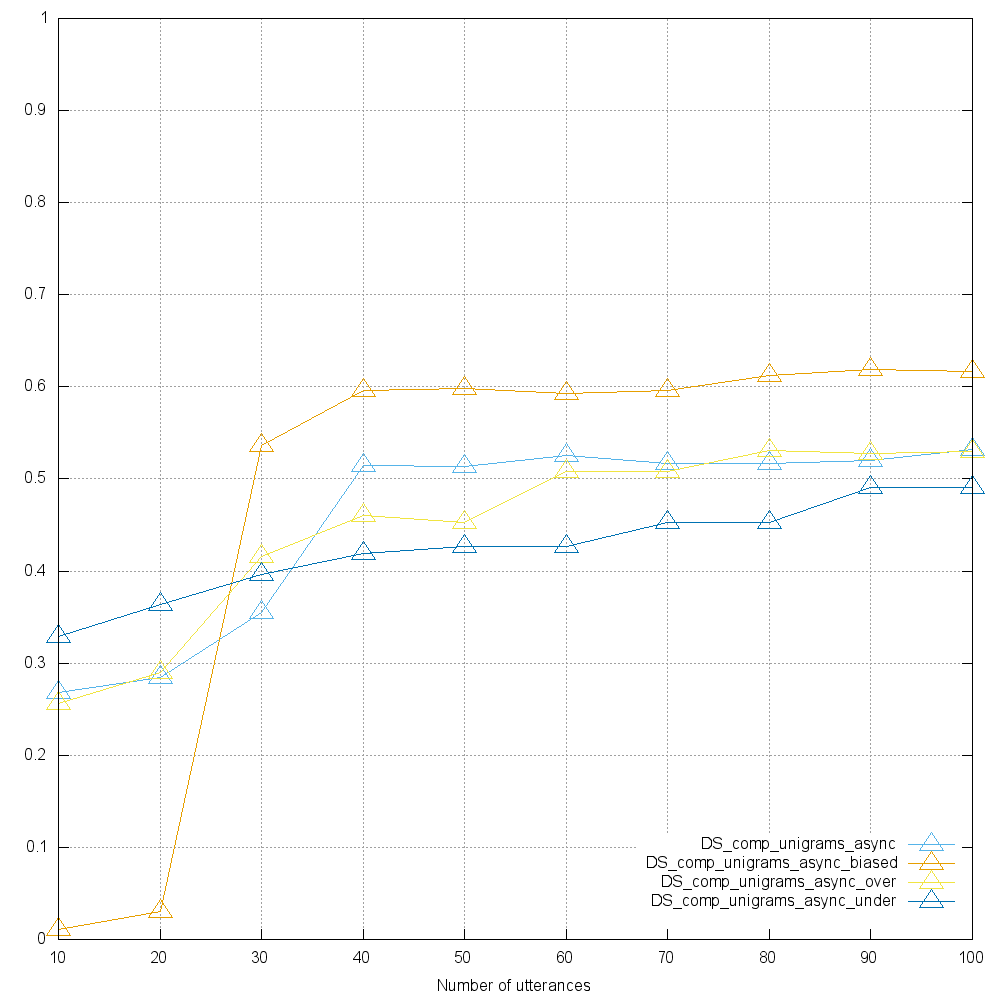 1
0.9
0.8
0.7
0.6
0.5
0.4
0.3
0.2
0.1
0
10 20 30 40 50 60 70 80 90 100
Number of utterances
DS_comp_unigrams_async
DS_comp_unigrams_async_biased
DS_comp_unigrams_async_over
DS_comp_unigrams_async_under